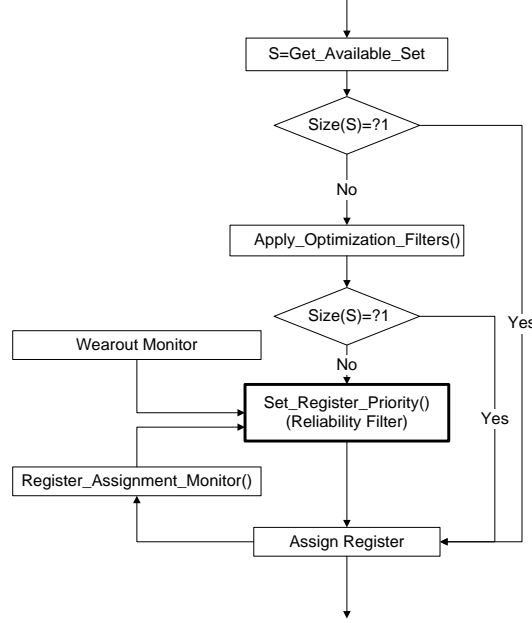 S=Get_Available_Set
Size(S)=?1
No
Apply_Optimization_Filters()
Size(S)=?1
Yes
Wearout Monitor
No
Set_Register_Priority()
(Reliability Filter)
Yes
Register_Assignment_Monitor()
Assign Register